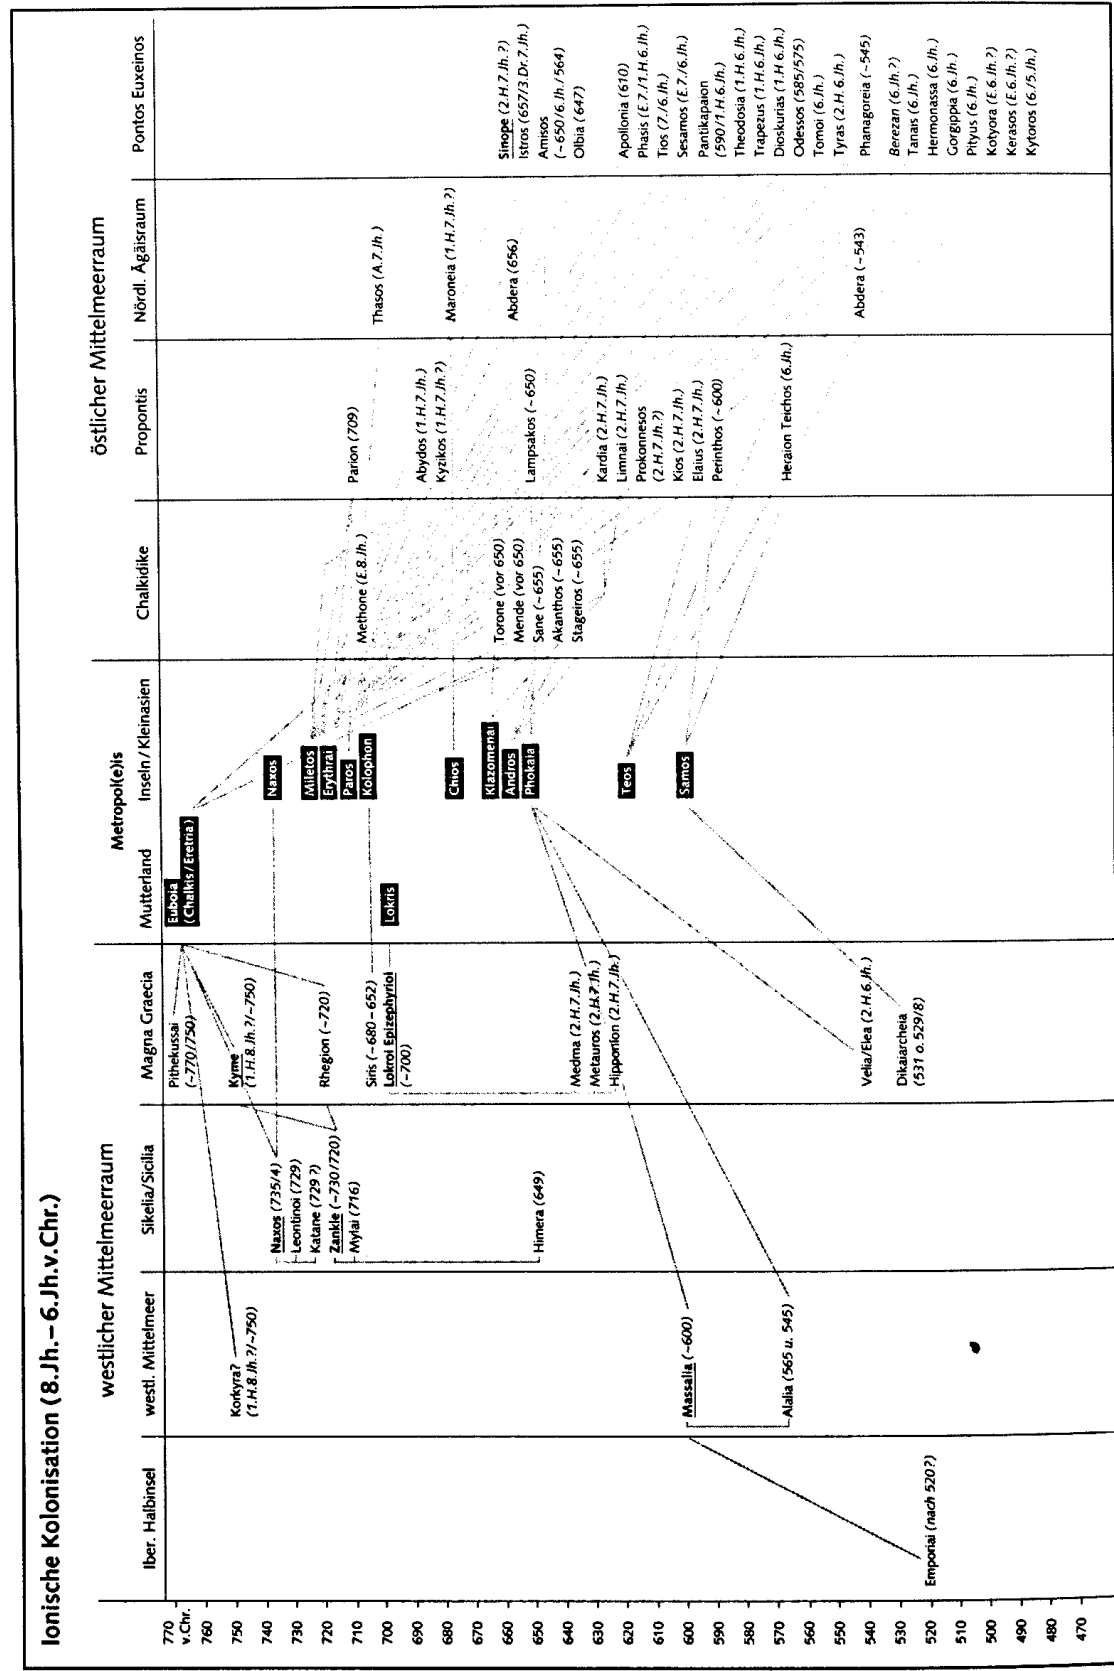 Ionische Kolonisation (8.Jh.–6.Jh.v.Chr.)
westlicher Mittelmeerraum
östlicher Mittelmeerraum
Metropol(e)is
Iber. Halbinsel
westl. Mittelmeer
Sikelia/Sicilia
Magna Graecia
Mutterland
Inseln/Kleinasien
Chalkidike
Propontis
Nördl. Ägäisraum
Pontos Euxeinos
770
v.Chr.
760
750
740
730
720
710
700
690
680
670
660
650
640
630
620
610
600
590
580
570
560
550
540
530
520
510
500
490
480
470
Emporiai (nach 520?)
Korkyra?
(1.H.8.Jh.?/~750)
Massalia (~600)
Alalia (565 u. 545)
Naxos (735/4)
Leontinoi (729)
Katane (729?)
Zankle (~730/720)
Mylai (716)
Himera (649)
Pithekussai
(~770/750)
Kyme
(1.H.8.Jh.?/~750)
Rhegion (~720)
Siris (~680–652)
Lokroi Epizephyrioi
(~700)
Medma (2.H.7.Jh.)
Metauros (2.H.7.Jh.)
Hipponion (2.H.7.Jh.)
Velia/Elea (2.H.6.Jh.)
Dikaiarcheia
(531 o. 529/8)
Euboia
(Chalkis/Eretria)
Lokris
Naxos
Miletos
Erythrai
Paros
Kolophon
Chios
Klazomenai
Andros
Phokaia
Teos
Samos
Methone (E.8.Jh.)
Torone (vor 650)
Mende (vor 650)
Sane (~655)
Akanthos (~655)
Stageiros (~655)
Parion (709)
Abydos (1.H.7.Jh.)
Kyzikos (1.H.7.Jh.?)
Lampsakos (~650)
Kardia (2.H.7.Jh.)
Limnai (2.H.7.Jh.)
Prokonnesos
(2.H.7.Jh.?)
Kios (2.H.7.Jh.)
Elaius (2.H.7.Jh.)
Perinthos (~600)
Heraion Teichos (6.Jh.)
Thasos (A.7.Jh.)
Maroneia (1.H.7.Jh.?)
Abdera (656)
Abdera (~543)
Sinope (2.H.7.Jh.?)
Istros (657/3.Dr.7.Jh.)
Amisos
(~650/6.Jh./564)
Olbia (647)
Apollonia (610)
Phasis (E.7./1.H.6.Jh.)
Tios (7./6.Jh.)
Sesamos (E.7./6.Jh.)
Pantikapaion
(590/1.H.6.Jh.)
Theodosia (1.H.6.Jh.)
Trapezus (1.H.6.Jh.)
Dioskurias (1.H 6.Jh.)
Odessos (585/575)
Tomoi (6.Jh.)
Tyras (2.H.6.Jh.)
Phanagoreia (~545)
Berezan (6.Jh.?)
Tanais (6.Jh.)
Hermonassa (6.Jh.)
Gorgippia (6.Jh.)
Pityus (6.Jh.)
Kotyora (E.6.Jh.?)
Kerasos (E.6.Jh.?)
Kytoros (6./5.Jh.)